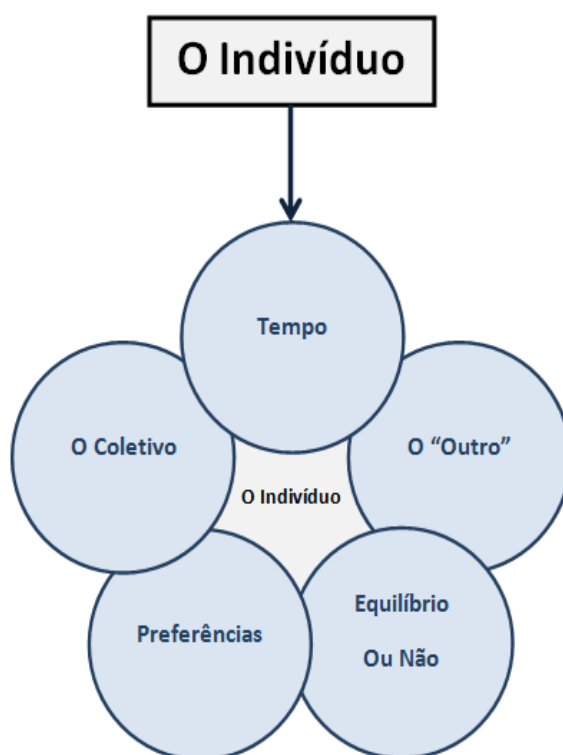 O Indivíduo
Tempo
O Coletivo
O “Outro”
O Indivíduo
Preferências
Equilíbrio
Ou Não